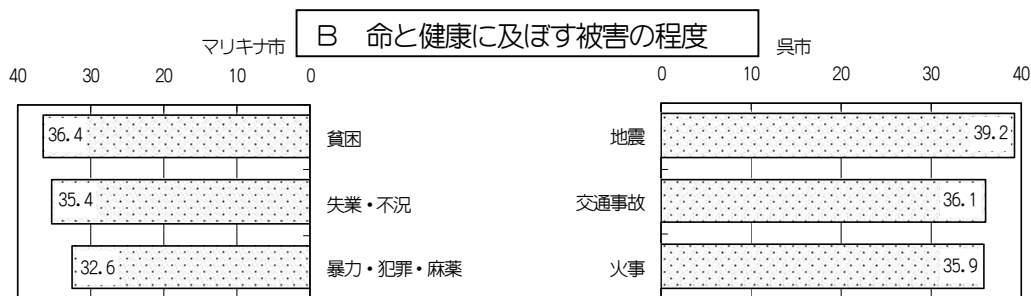 B 命と健康に及ぼす被害の程度
マリキナ市 呉市
40 30 20 10 0 0 10 20 30 40
36.4 貧困 地震 39.2
35.4 失業・不況 交通事故 36.1
32.6 暴力・犯罪・麻薬 火事 35.9